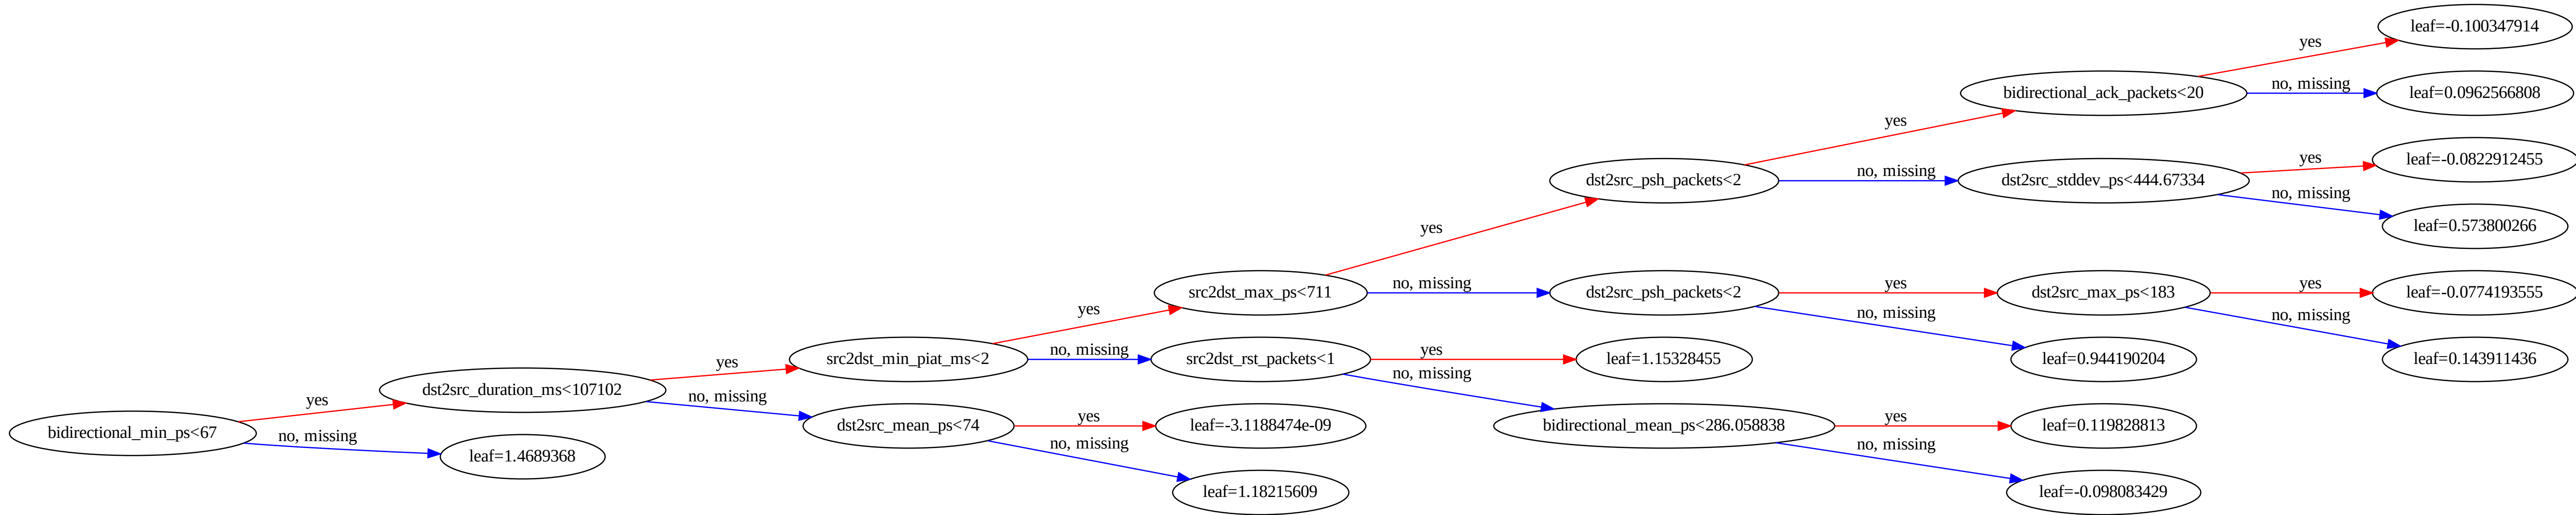 bidirectional_min_ps<67
yes
no, missing
dst2src_duration_ms<107102
leaf=1.4689368
yes
no, missing
src2dst_min_piat_ms<2
dst2src_mean_ps<74
yes
no, missing
yes
no, missing
src2dst_max_ps<711
src2dst_rst_packets<1
leaf=-3.1188474e-09
leaf=1.18215609
yes
no, missing
yes
no, missing
dst2src_psh_packets<2
dst2src_psh_packets<2
leaf=1.15328455
bidirectional_mean_ps<286.058838
yes
no, missing
yes
no, missing
yes
no, missing
bidirectional_ack_packets<20
dst2src_stddev_ps<444.67334
dst2src_max_ps<183
leaf=0.944190204
leaf=0.119828813
leaf=-0.098083429
yes
no, missing
yes
no, missing
yes
no, missing
leaf=-0.100347914
leaf=0.0962566808
leaf=-0.0822912455
leaf=0.573800266
leaf=-0.0774193555
leaf=0.143911436